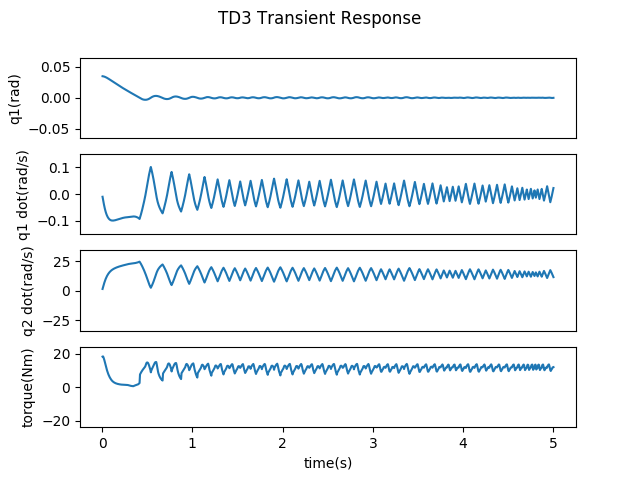 TD3 Transient Response
q1(rad)
0.05
0.00
−0.05
q1 dot(rad/s)
0.1
0.0
−0.1
q2 dot(rad/s)
25
0
−25
torque(Nm)
20
0
−20
0 1 2 3 4 5
time(s)